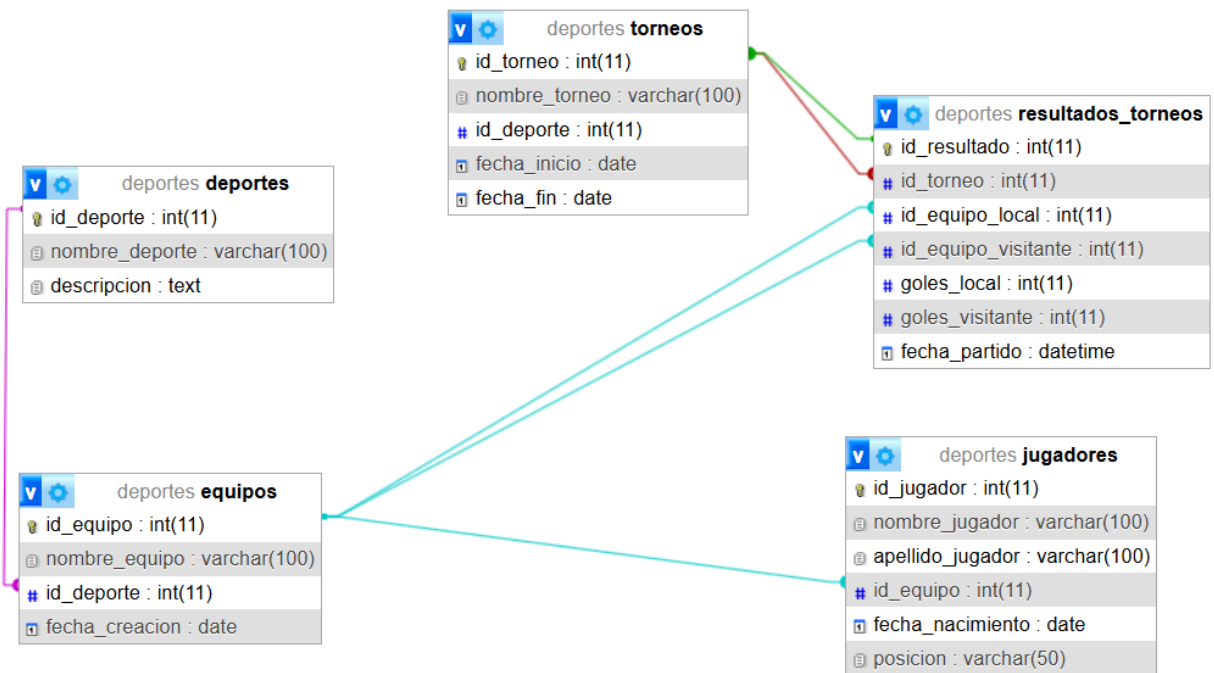 deportes torneos
id_torneo : int(11)
nombre_torneo : varchar(100)
id_deporte : int(11)
fecha_inicio : date
fecha_fin : date
deportes resultados_torneos
id_resultado : int(11)
id_torneo : int(11)
id_equipo_local : int(11)
id_equipo_visitante : int(11)
goles_local : int(11)
goles_visitante : int(11)
fecha_partido : datetime
deportes deportes
id_deporte : int(11)
nombre_deporte : varchar(100)
descripcion : text
deportes equipos
id_equipo : int(11)
nombre_equipo : varchar(100)
id_deporte : int(11)
fecha_creacion : date
deportes jugadores
id_jugador : int(11)
nombre_jugador : varchar(100)
apellido_jugador : varchar(100)
id_equipo : int(11)
fecha_nacimiento : date
posicion : varchar(50)